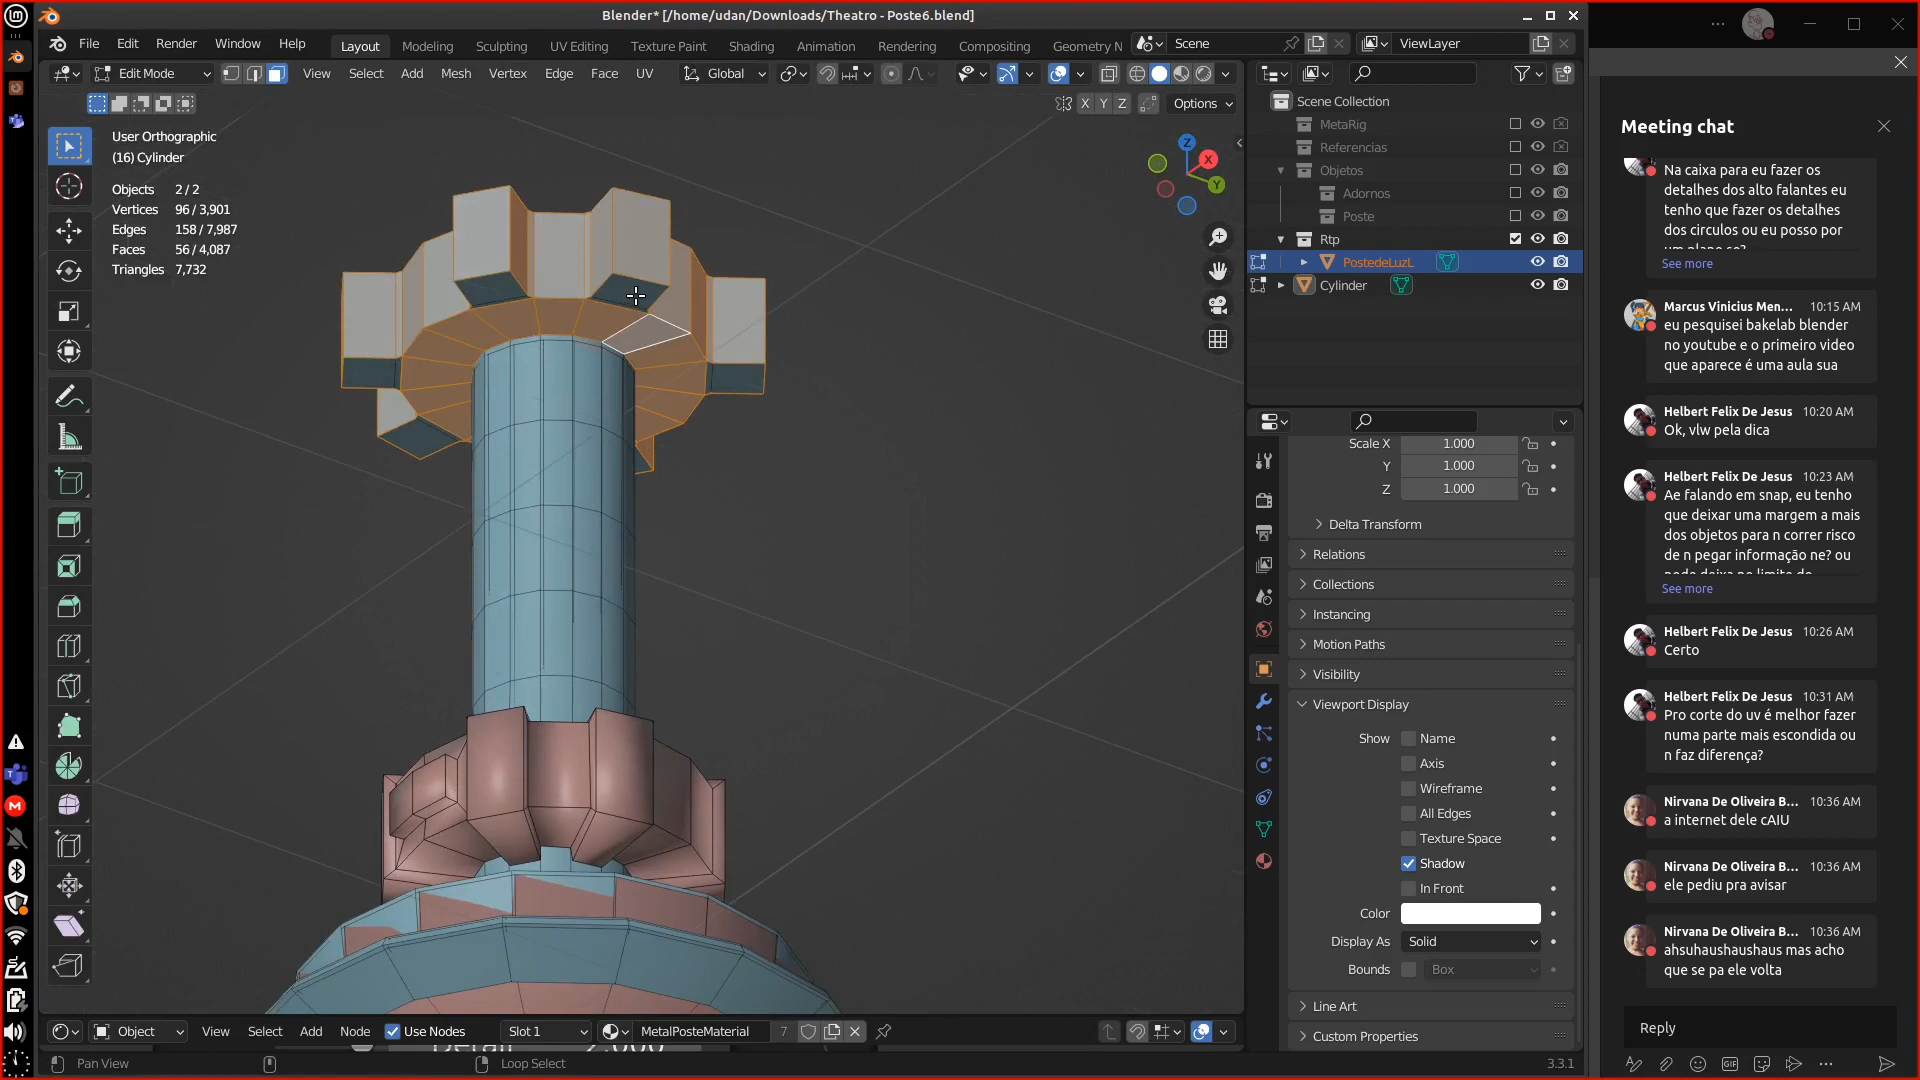 Blender* [/home/udan/Downloads/Theatro - Poste6.blend]
File Edit Render Window Help
Layout Modeling Sculpting UV Editing Texture Paint Shading Animation Rendering Compositing Geometry N
Scene
ViewLayer
Edit Mode
View Select Add Mesh Vertex Edge Face UV
Global
X Y Z
Options
User Orthographic
(16) Cylinder
Objects 2 / 2
Vertices 96 / 3,901
Edges 158 / 7,987
Faces 56 / 4,087
Triangles 7,732
Z
X
Y
Scene Collection
MetaRig
Referencias
Objetos
Adornos
Poste
Rtp
PostedeLuzL
Cylinder
Scale X 1.000
Y 1.000
Z 1.000
Delta Transform
Relations
Collections
Instancing
Motion Paths
Visibility
Viewport Display
Show Name
Axis
Wireframe
All Edges
Texture Space
Shadow
In Front
Color
Display As Solid
Bounds Box
Line Art
Custom Properties
Object
View Select Add Node Use Nodes Slot 1 MetalPosteMaterial 7
Pan View
Loop Select
3.3.1
Meeting chat
Na caixa para eu fazer os
detalhes dos alto falantes eu
tenho que fazer os detalhes
dos circulos ou eu posso por
See more
Marcus Vinicius Men... 10:15 AM
eu pesquisei bakelab blender
no youtube e o primeiro video
que aparece é uma aula sua
Helbert Felix De Jesus 10:20 AM
Ok, vlw pela dica
Helbert Felix De Jesus 10:23 AM
Ae falando em snap, eu tenho
que deixar uma margem a mais
dos objetos para n correr risco
de n pegar informação ne? ou
See more
Helbert Felix De Jesus 10:26 AM
Certo
Helbert Felix De Jesus 10:31 AM
Pro corte do uv é melhor fazer
numa parte mais escondida ou
n faz diferença?
Nirvana De Oliveira B... 10:36 AM
a internet dele cAIU
Nirvana De Oliveira B... 10:36 AM
ele pediu pra avisar
Nirvana De Oliveira B... 10:36 AM
ahsuhaushaushaus mas acho
que se pa ele volta
Reply
GIF